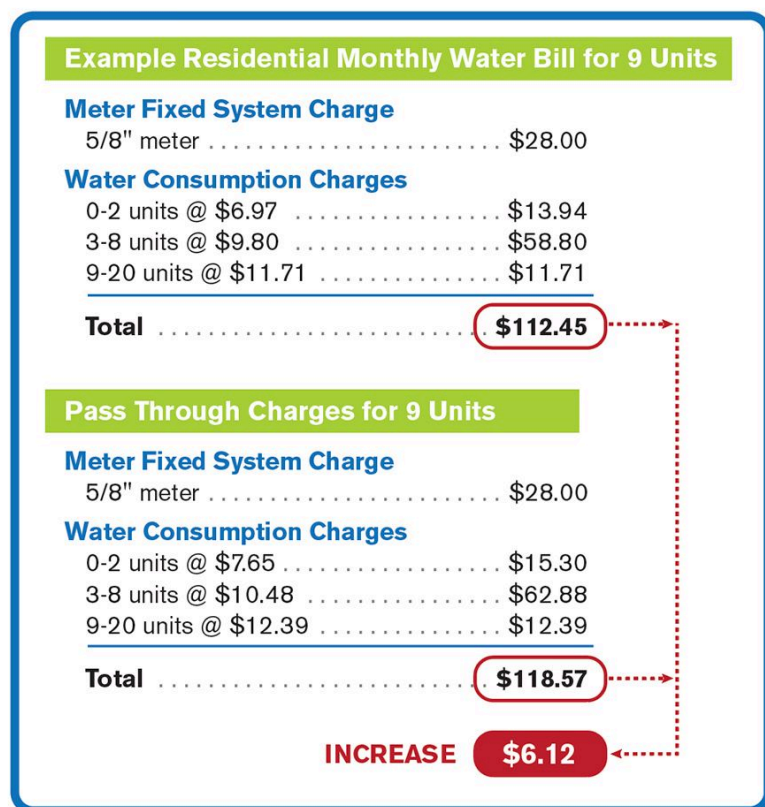 Example Residential Monthly Water Bill for 9 Units
Meter Fixed System Charge
5/8" meter ........................ $28.00
Water Consumption Charges
0-2 units @ $6.97 ................. $13.94
3-8 units @ $9.80 ................. $58.80
9-20 units @ $11.71 ............... $11.71
Total ........................... $112.45
Pass Through Charges for 9 Units
Meter Fixed System Charge
5/8" meter ........................ $28.00
Water Consumption Charges
0-2 units @ $7.65 .................. $15.30
3-8 units @ $10.48 ................ $62.88
9-20 units @ $12.39 ............... $12.39
Total ........................... $118.57
INCREASE $6.12